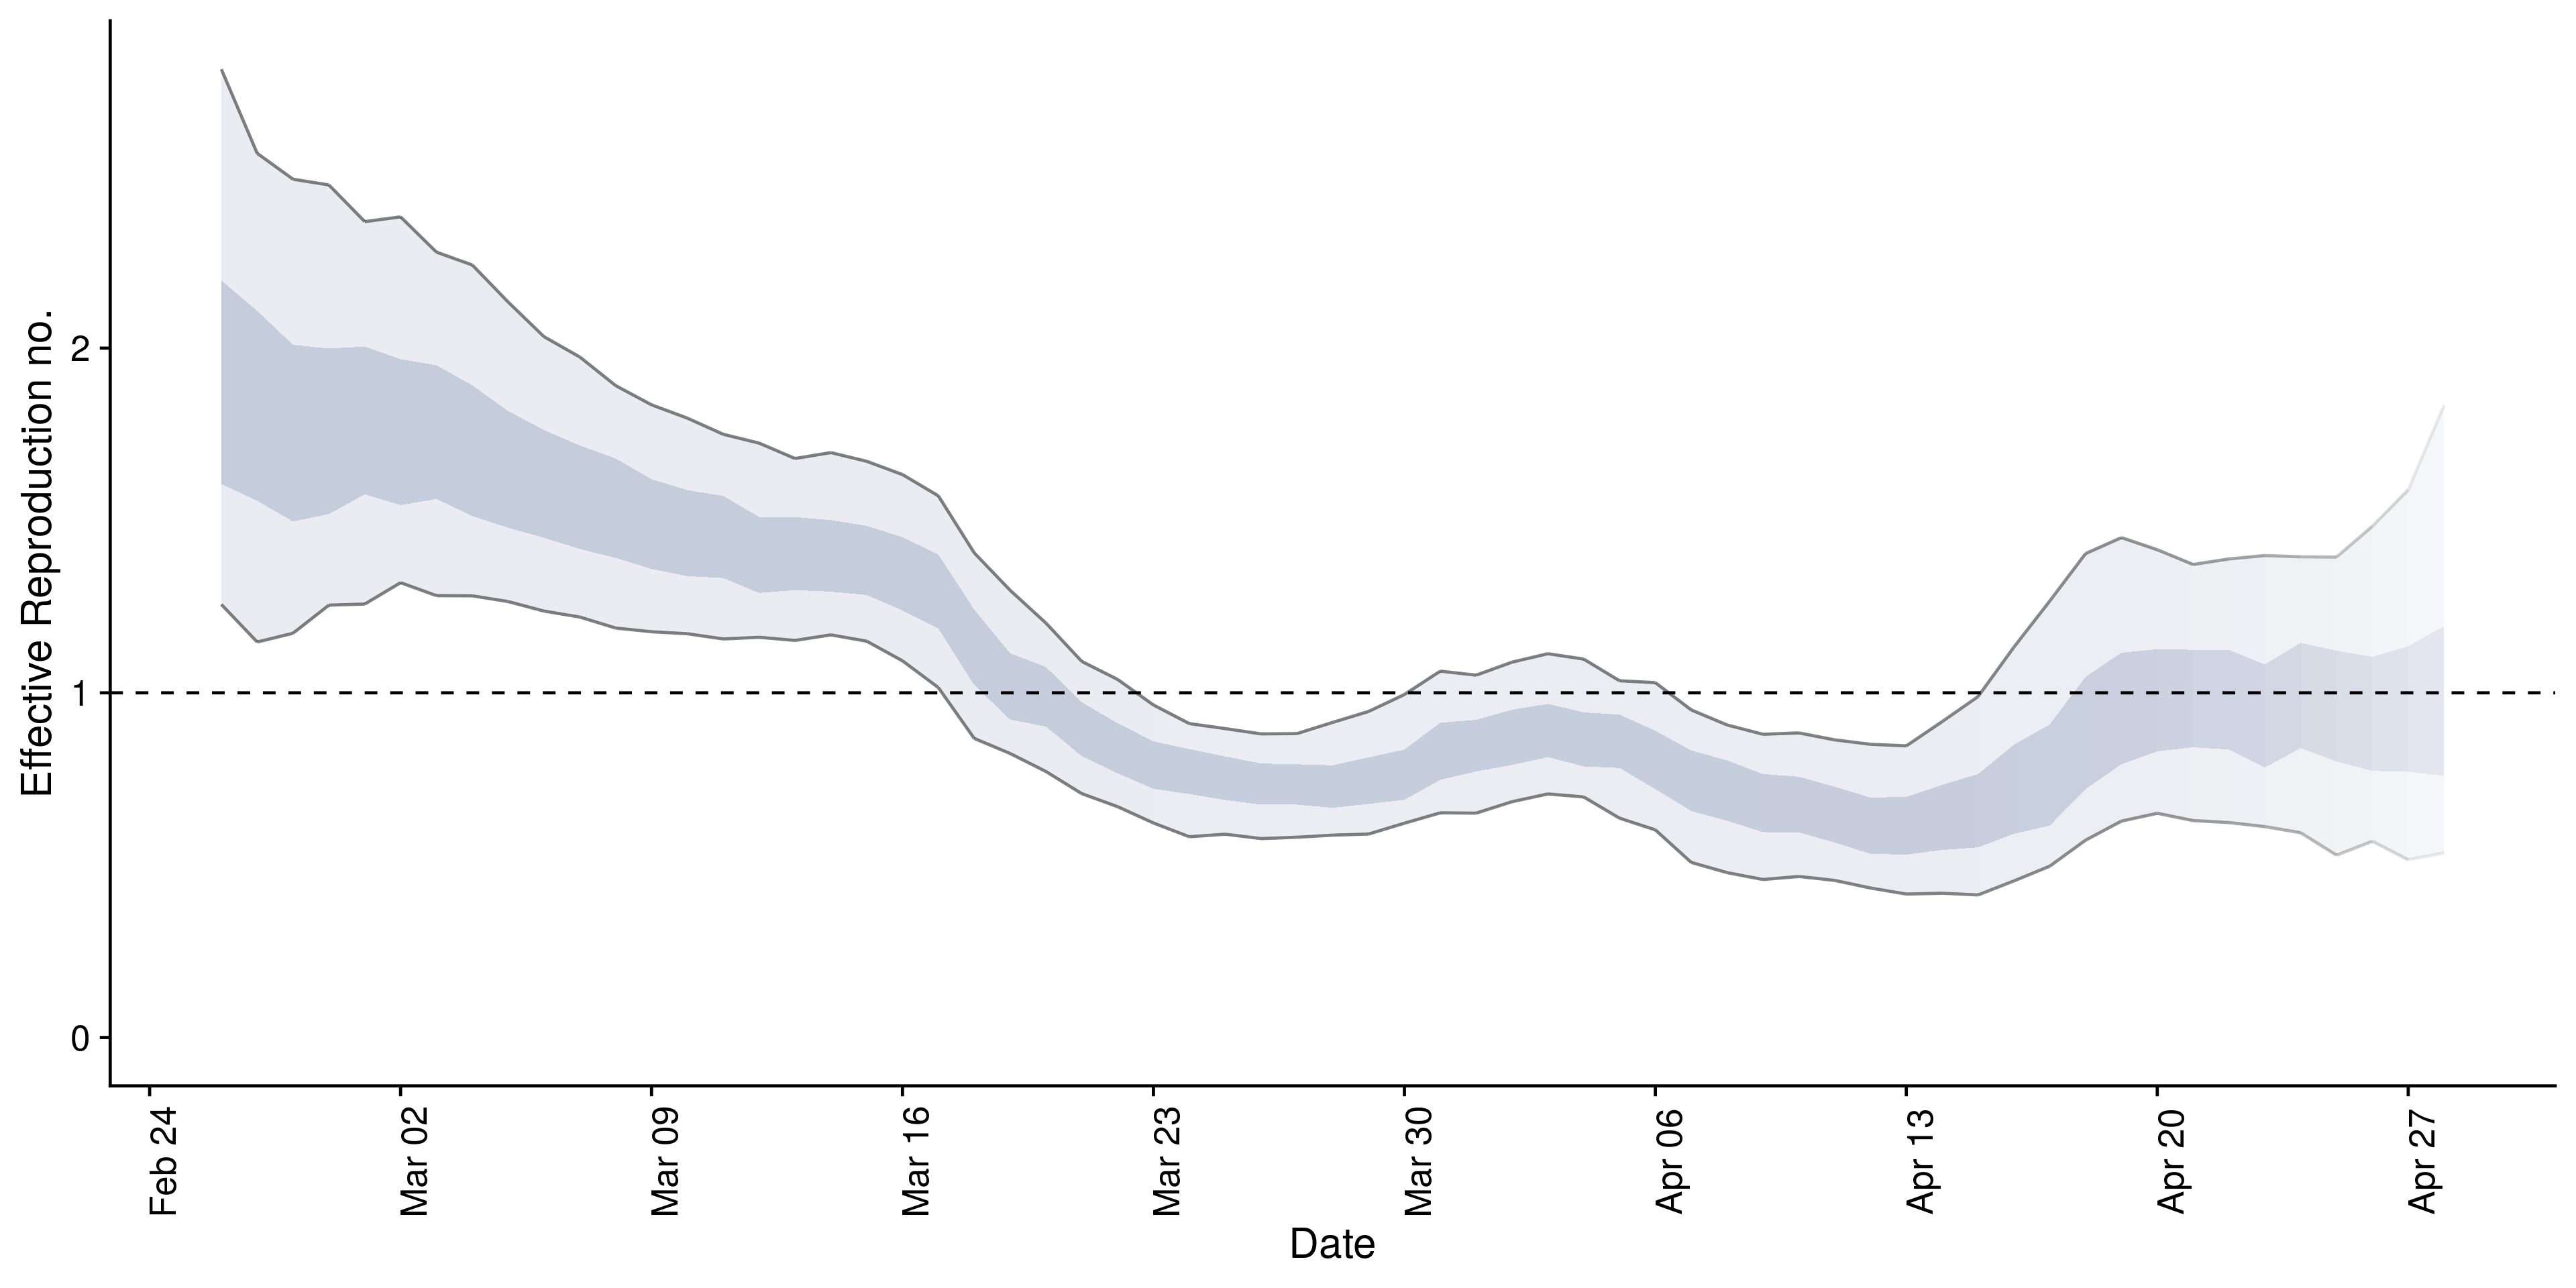 Effective Reproduction no.
2
1
0
Feb 24
Mar 02
Mar 09
Mar 16
Mar 23
Mar 30
Apr 06
Apr 13
Apr 20
Apr 27
Date